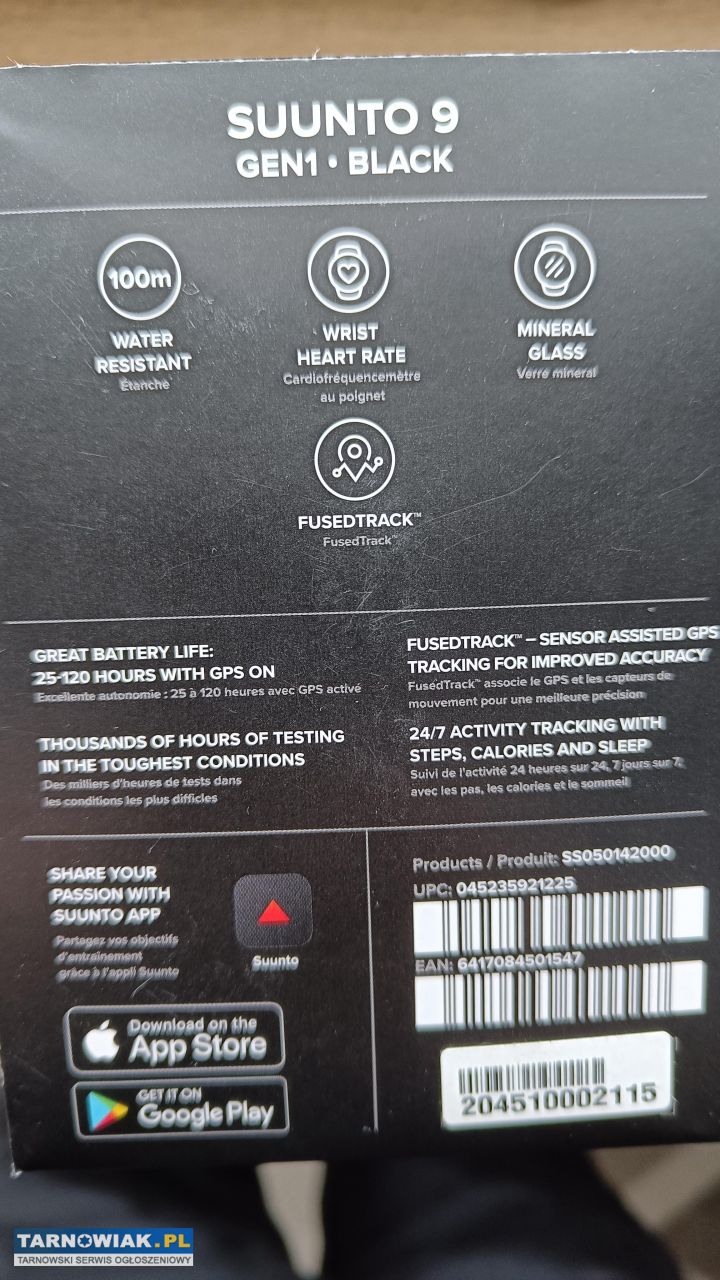 SUUNTO 9
GEN1 • BLACK
100m
WATER
RESISTANT
Étanche
WRIST
HEART RATE
Cardiofréquencemètre
au poignet
MINERAL
GLASS
Verre mineral
FUSEDTRACK™
FusedTrack™
GREAT BATTERY LIFE:
25-120 HOURS WITH GPS ON
Excellente autonomie : 25 à 120 heures avec GPS activé
FUSEDTRACK™ – SENSOR ASSISTED GPS
TRACKING FOR IMPROVED ACCURACY
FusedTrack™ associe le GPS et les capteurs de
mouvement pour une meilleure précision
THOUSANDS OF HOURS OF TESTING
IN THE TOUGHEST CONDITIONS
Des milliers d'heures de tests dans
les conditions les plus difficiles
24/7 ACTIVITY TRACKING WITH
STEPS, CALORIES AND SLEEP
Suivi de l'activité 24 heures sur 24, 7 jours sur 7,
avec les pas, les calories et le sommeil
SHARE YOUR
PASSION WITH
SUUNTO APP
Partagez vos objectifs
d'entraînement
grâce à l'appli Suunto
Suunto
Download on the
App Store
GET IT ON
Google Play
Products / Produit: SS050142000
UPC: 045235921225
EAN: 6417084501547
204510002115
TARNOWIAK.PL
TARNOWSKI SERWIS OGŁOSZENIOWY